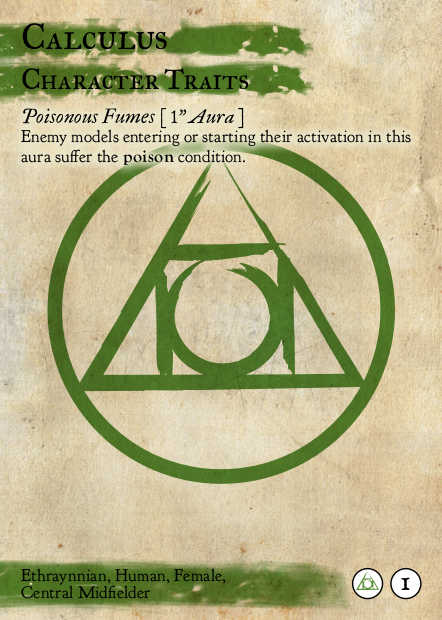 Calculus
Character Traits
Poisonous Fumes [ 1” Aura ]
Enemy models entering or starting their activation in this
aura suffer the poison condition.
Ethraynnian, Human, Female,
Central Midfielder
1